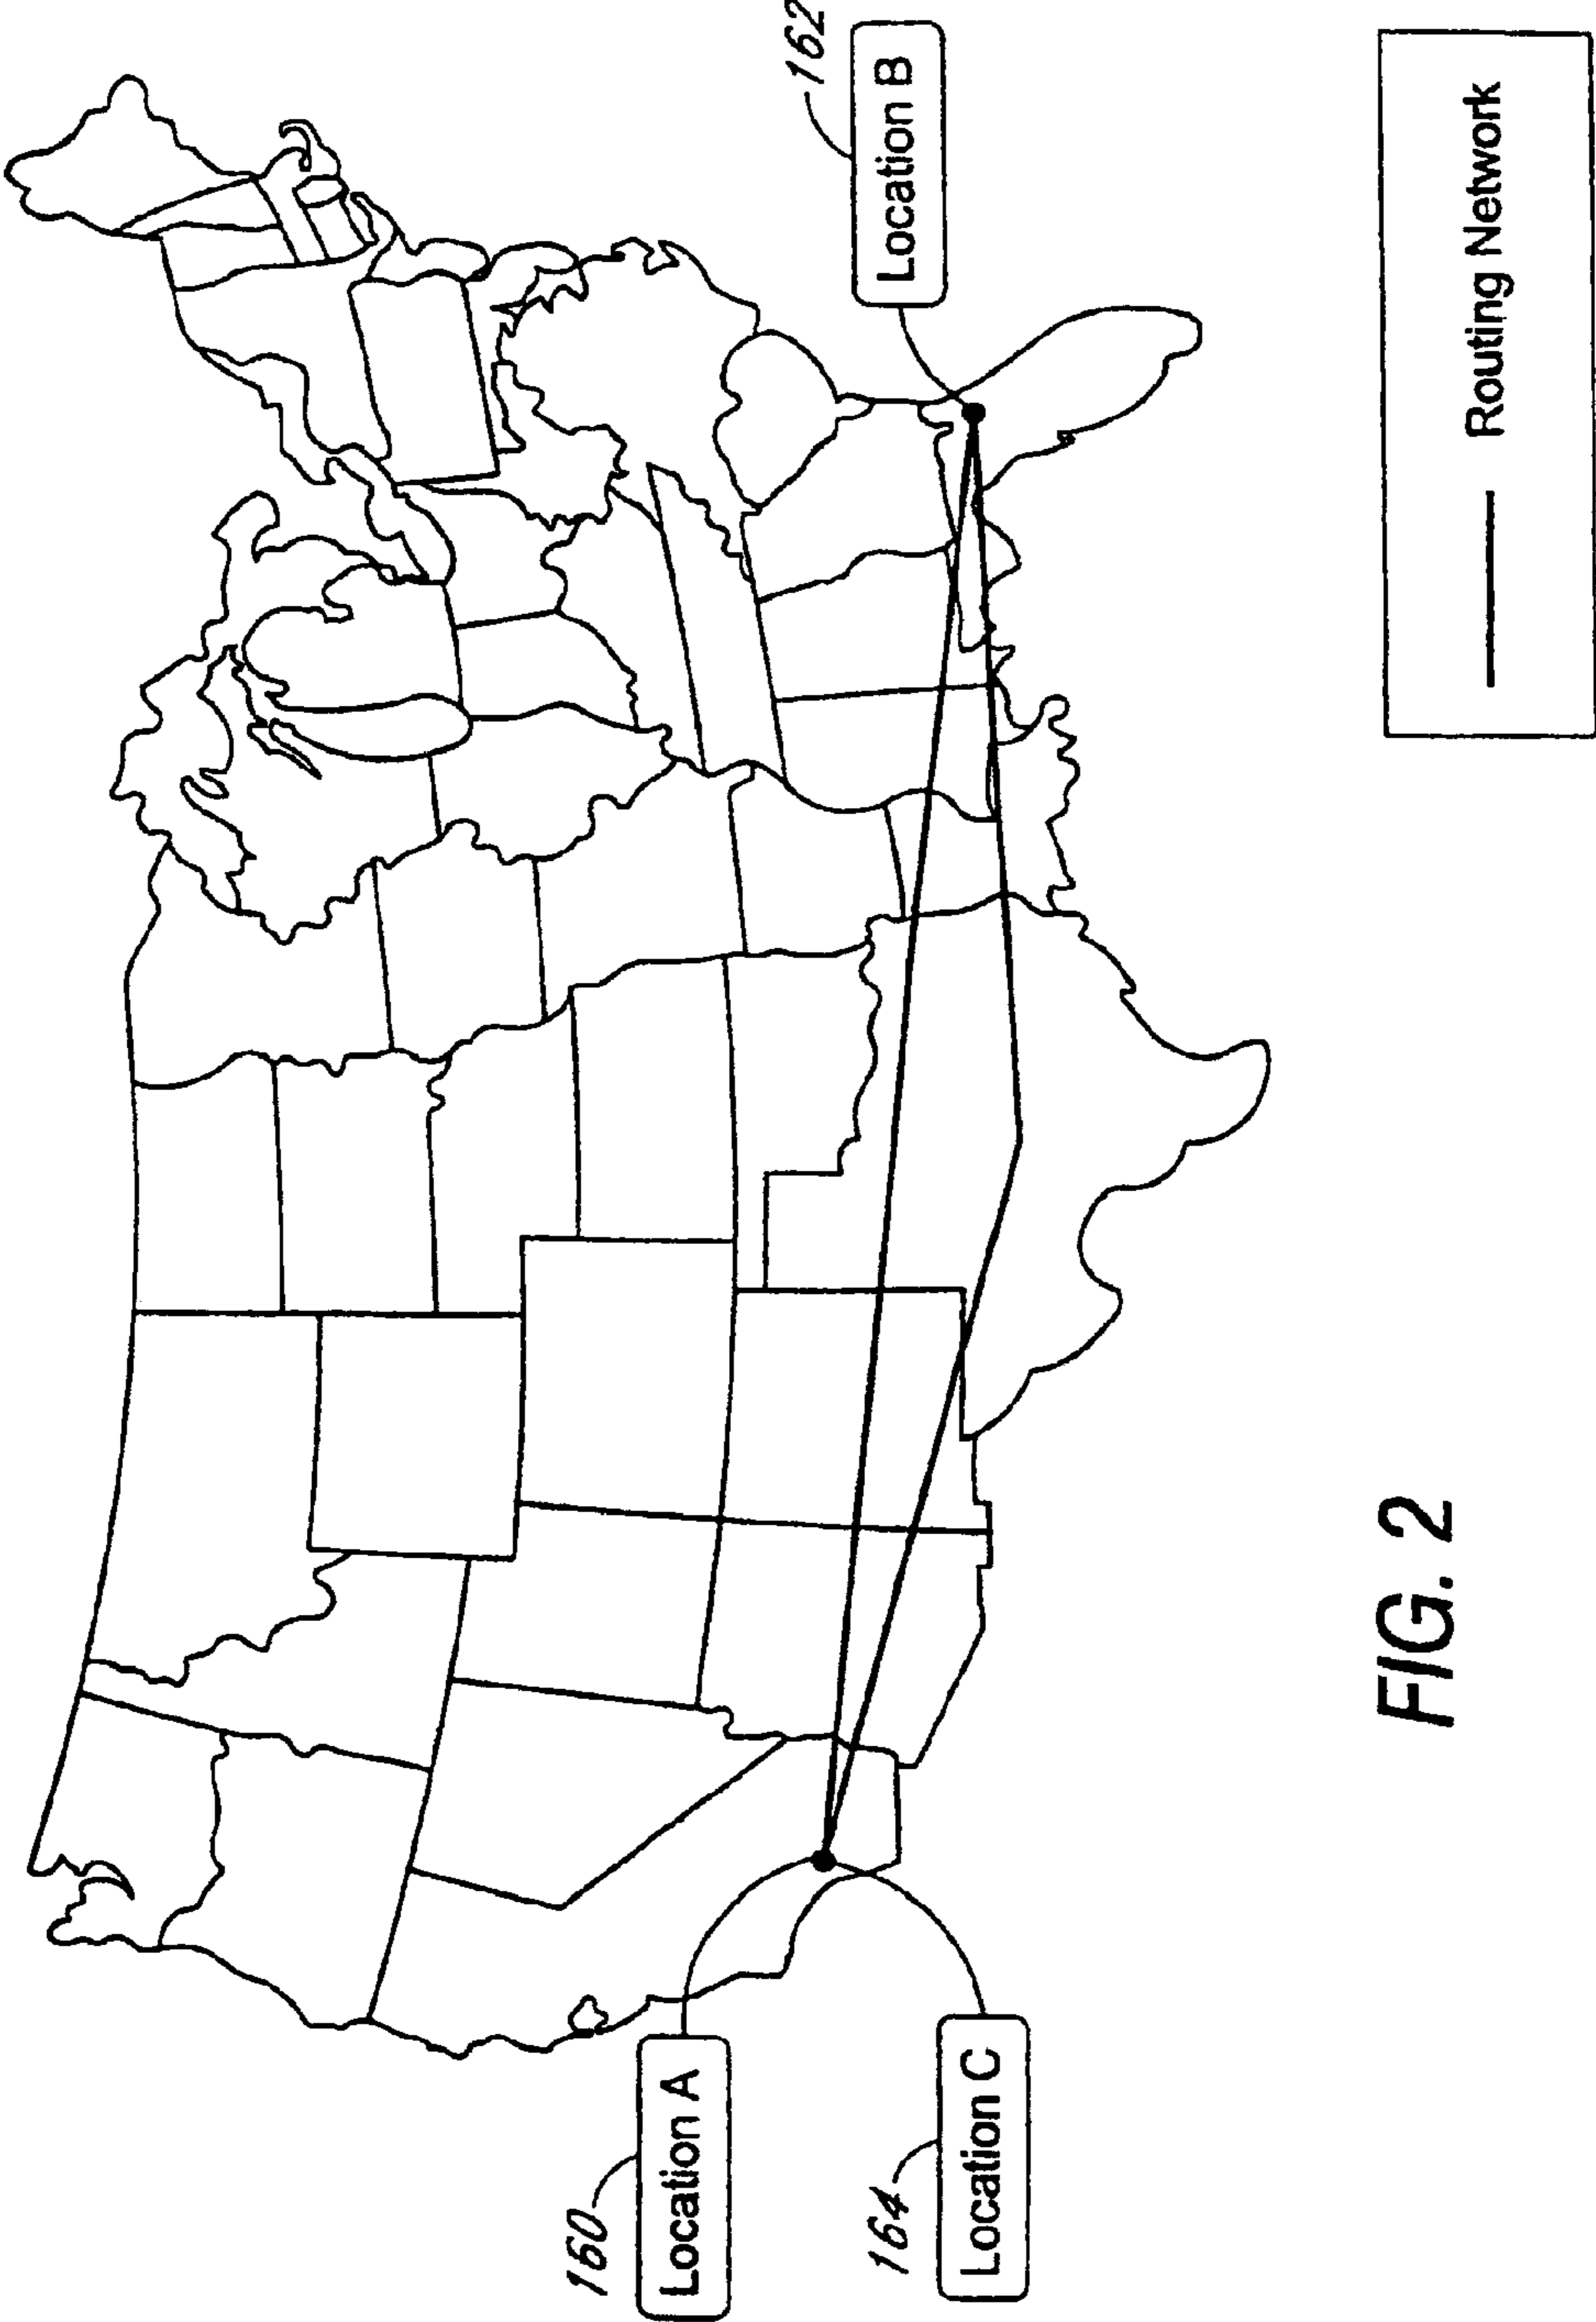 160
Location A
164
Location C
162
Location B
FIG. 2
Routing Network